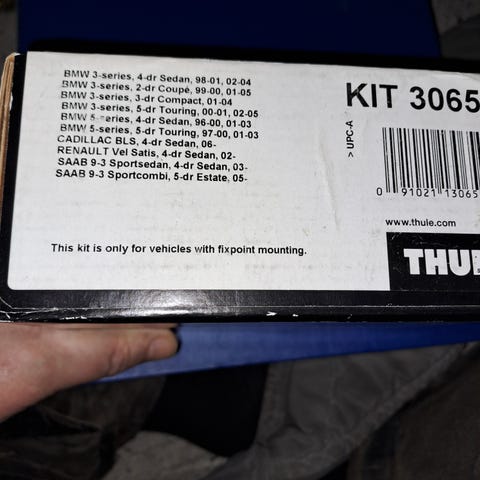 BMW 3-series, 4-dr Sedan, 98-01, 02-04
BMW 3-series, 2-dr Coupé, 99-00, 01-05
BMW 3-series, 3-dr Compact, 01-04
BMW 3-series, 5-dr Touring, 00-01, 02-05
BMW 5-series, 4-dr Sedan, 96-00, 01-03
BMW 5-series, 5-dr Touring, 97-00, 01-03
CADILLAC BLS, 4-dr Sedan, 06-
RENAULT Vel Satis, 4-dr Sedan, 02-
SAAB 9-3 Sportsedan, 4-dr Sedan, 03-
SAAB 9-3 Sportcombi, 5-dr Estate, 05-
This kit is only for vehicles with fixpoint mounting.
KIT 3065
> UPC-A
0 91021 13065
www.thule.com
THUL